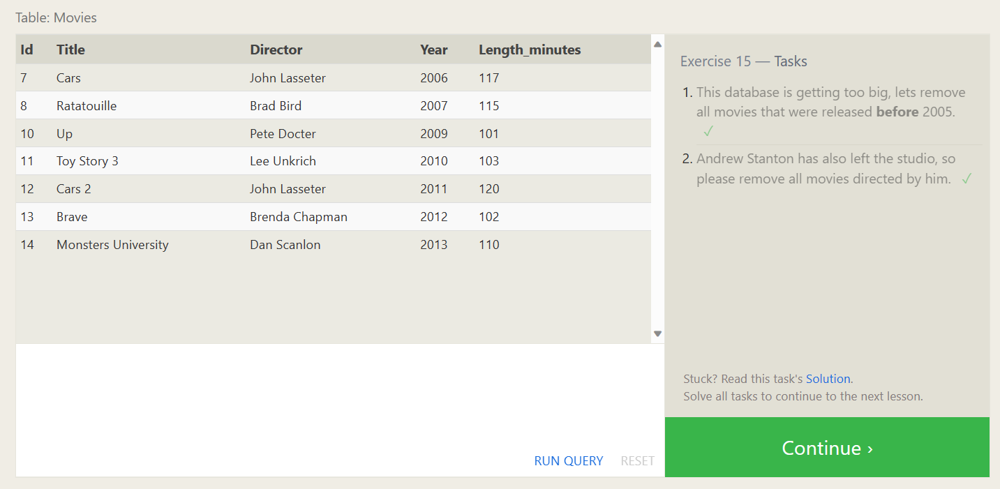 Table: Movies
Id Title Director Year Length_minutes
7 Cars John Lasseter 2006 117
8 Ratatouille Brad Bird 2007 115
10 Up Pete Docter 2009 101
11 Toy Story 3 Lee Unkrich 2010 103
12 Cars 2 John Lasseter 2011 120
13 Brave Brenda Chapman 2012 102
14 Monsters University Dan Scanlon 2013 110
RUN QUERY RESET
Exercise 15 — Tasks
1. This database is getting too big, lets remove
all movies that were released before 2005.
✓
2. Andrew Stanton has also left the studio, so
please remove all movies directed by him. ✓
Stuck? Read this task's Solution.
Solve all tasks to continue to the next lesson.
Continue ›